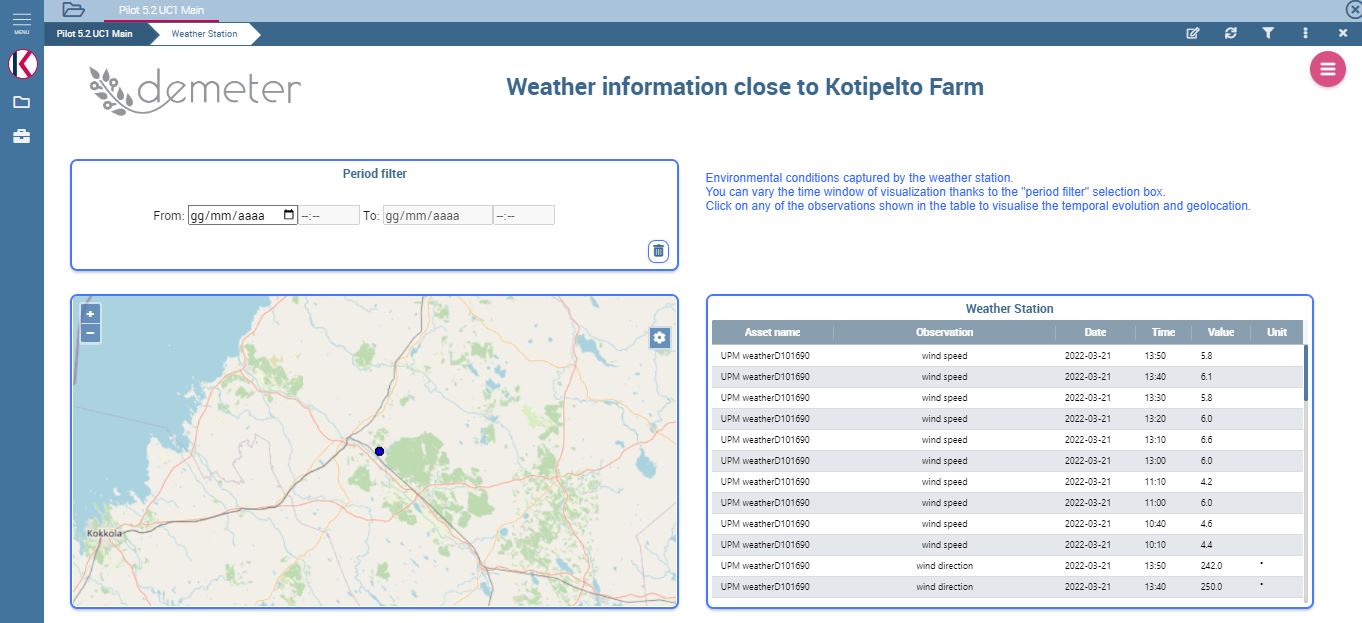 Pilot 5.2 UC1 Main
MENU
Pilot 5.2 UC1 Main Weather Station
demeter
Weather information close to Kotipelto Farm
Period filter
From: gg/mm/aaaa --:-- To: gg/mm/aaaa --:--
Environmental conditions captured by the weather station.
You can vary the time window of visualization thanks to the "period filter" selection box.
Click on any of the observations shown in the table to visualise the temporal evolution and geolocation.
+
−
Kokkola
Weather Station
Asset name Observation Date Time Value Unit
UPM weatherD101690 wind speed 2022-03-21 13:50 5.8
UPM weatherD101690 wind speed 2022-03-21 13:40 6.1
UPM weatherD101690 wind speed 2022-03-21 13:30 5.8
UPM weatherD101690 wind speed 2022-03-21 13:20 6.0
UPM weatherD101690 wind speed 2022-03-21 13:10 6.6
UPM weatherD101690 wind speed 2022-03-21 13:00 6.0
UPM weatherD101690 wind speed 2022-03-21 11:10 4.2
UPM weatherD101690 wind speed 2022-03-21 11:00 6.0
UPM weatherD101690 wind speed 2022-03-21 10:40 4.6
UPM weatherD101690 wind speed 2022-03-21 10:10 4.4
UPM weatherD101690 wind direction 2022-03-21 13:50 242.0 °
UPM weatherD101690 wind direction 2022-03-21 13:40 250.0 °